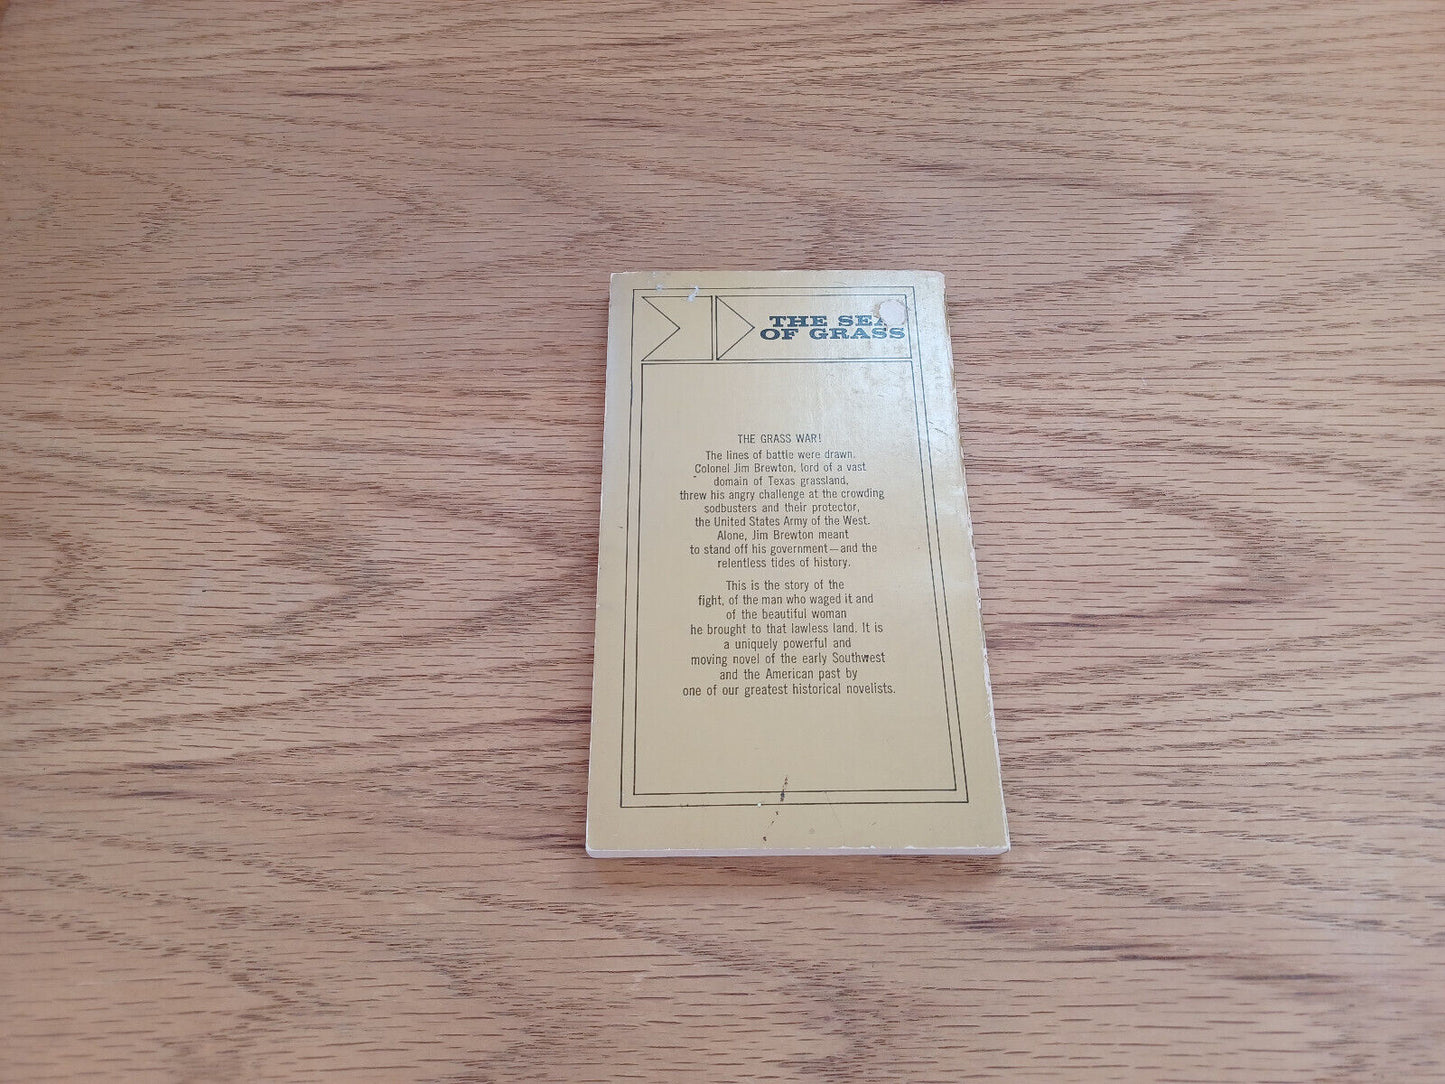 THE SEA
OF GRASS
THE GRASS WAR!
The lines of battle were drawn.
Colonel Jim Brewton, lord of a vast
domain of Texas grassland,
threw his angry challenge at the crowding
sodbusters and their protector,
the United States Army of the West.
Alone, Jim Brewton meant
to stand off his government—and the
relentless tides of history.
This is the story of the
fight, of the man who waged it and
of the beautiful woman
he brought to that lawless land. It is
a uniquely powerful and
moving novel of the early Southwest
and the American past by
one of our greatest historical novelists.